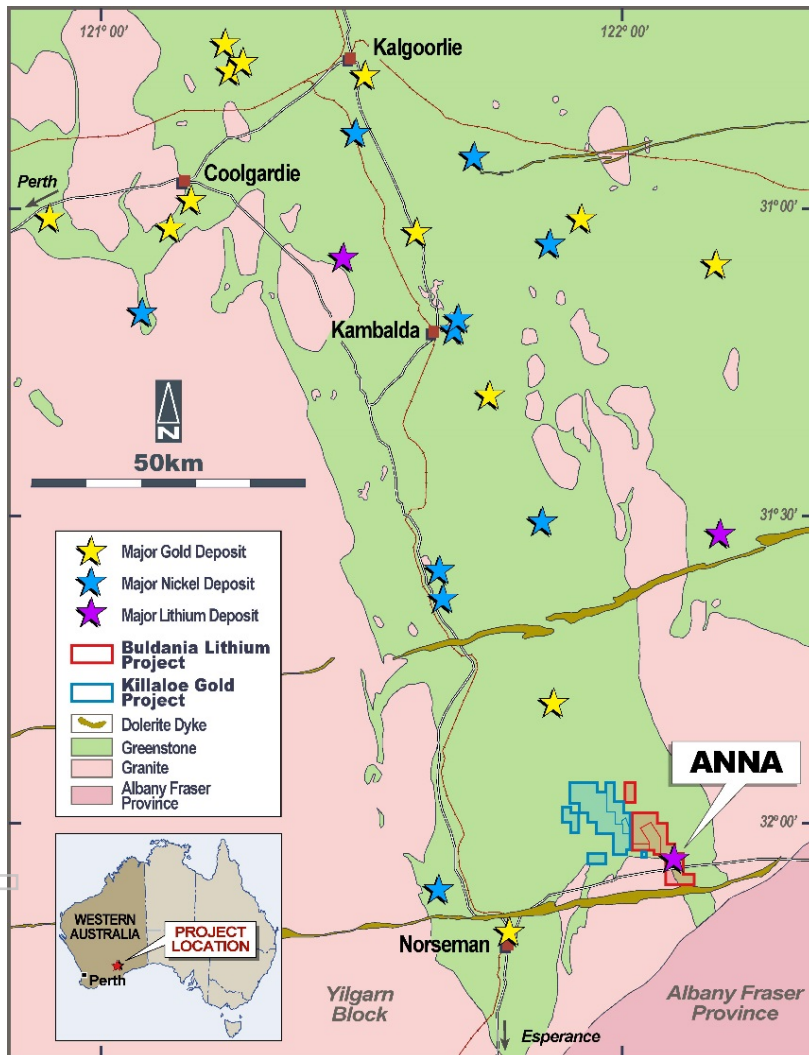 121° 00'
122° 00'
Kalgoorlie
Coolgardie
Perth
31° 00'
Kambalda
N
50km
31° 30'
Major Gold Deposit
Major Nickel Deposit
Major Lithium Deposit
Buldania Lithium
Project
Killaloe Gold
Project
Dolerite Dyke
Greenstone
Granite
Albany Fraser
Province
ANNA
32° 00'
WESTERN
AUSTRALIA
PROJECT
LOCATION
Perth
Norseman
Yilgarn
Block
Albany Fraser
Province
Esperance